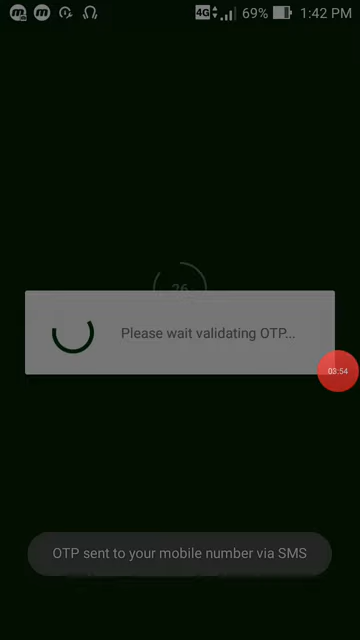 4G 69% 1:42 PM
26
Please wait validating OTP...
03:54
OTP sent to your mobile number via SMS